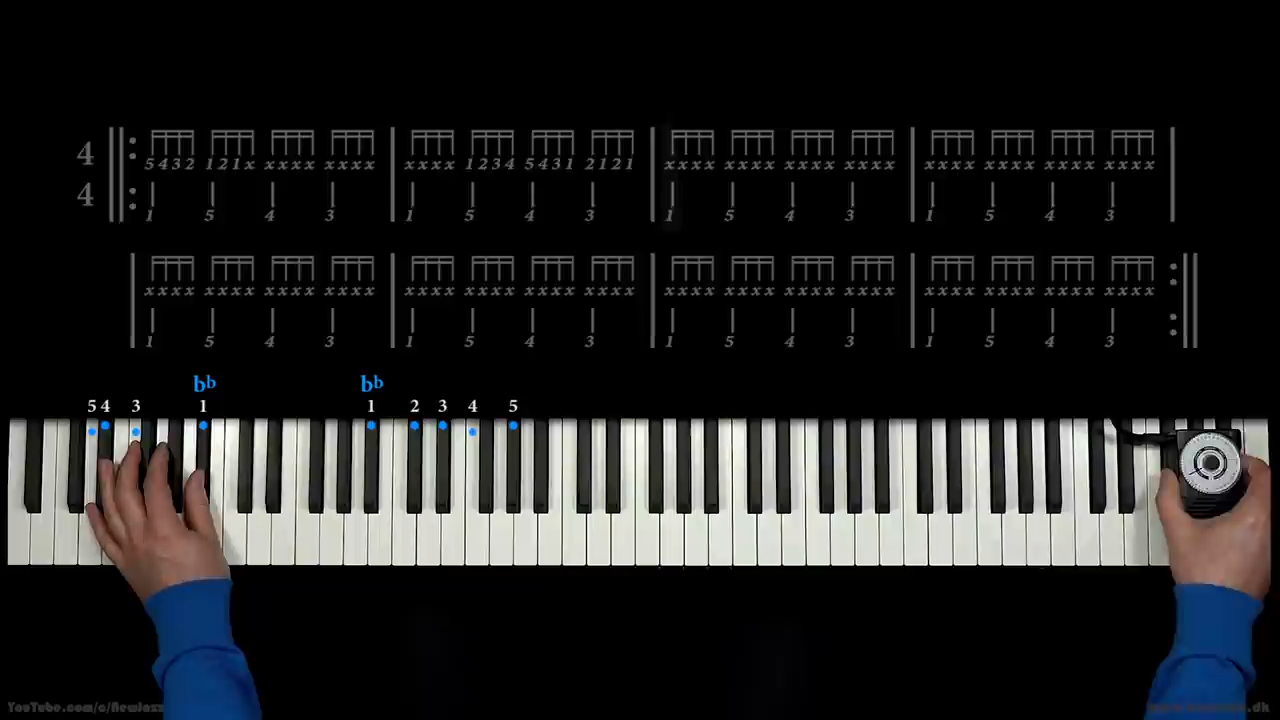 4 5432 121x xxxx xxxx xxxx 1234 5431 2121 xxxx xxxx xxxx xxxx xxxx xxxx xxxx xxxx
4 1 5 4 3 1 5 4 3 1 5 4 3 1 5 4 3
xxxx xxxx xxxx xxxx xxxx xxxx xxxx xxxx xxxx xxxx xxxx xxxx xxxx xxxx xxxx xxxx
1 5 4 3 1 5 4 3 1 5 4 3 1 5 4 3
bb bb
5 4 3 1 1 2 3 4 5
YouTube.com/c/NewJazz